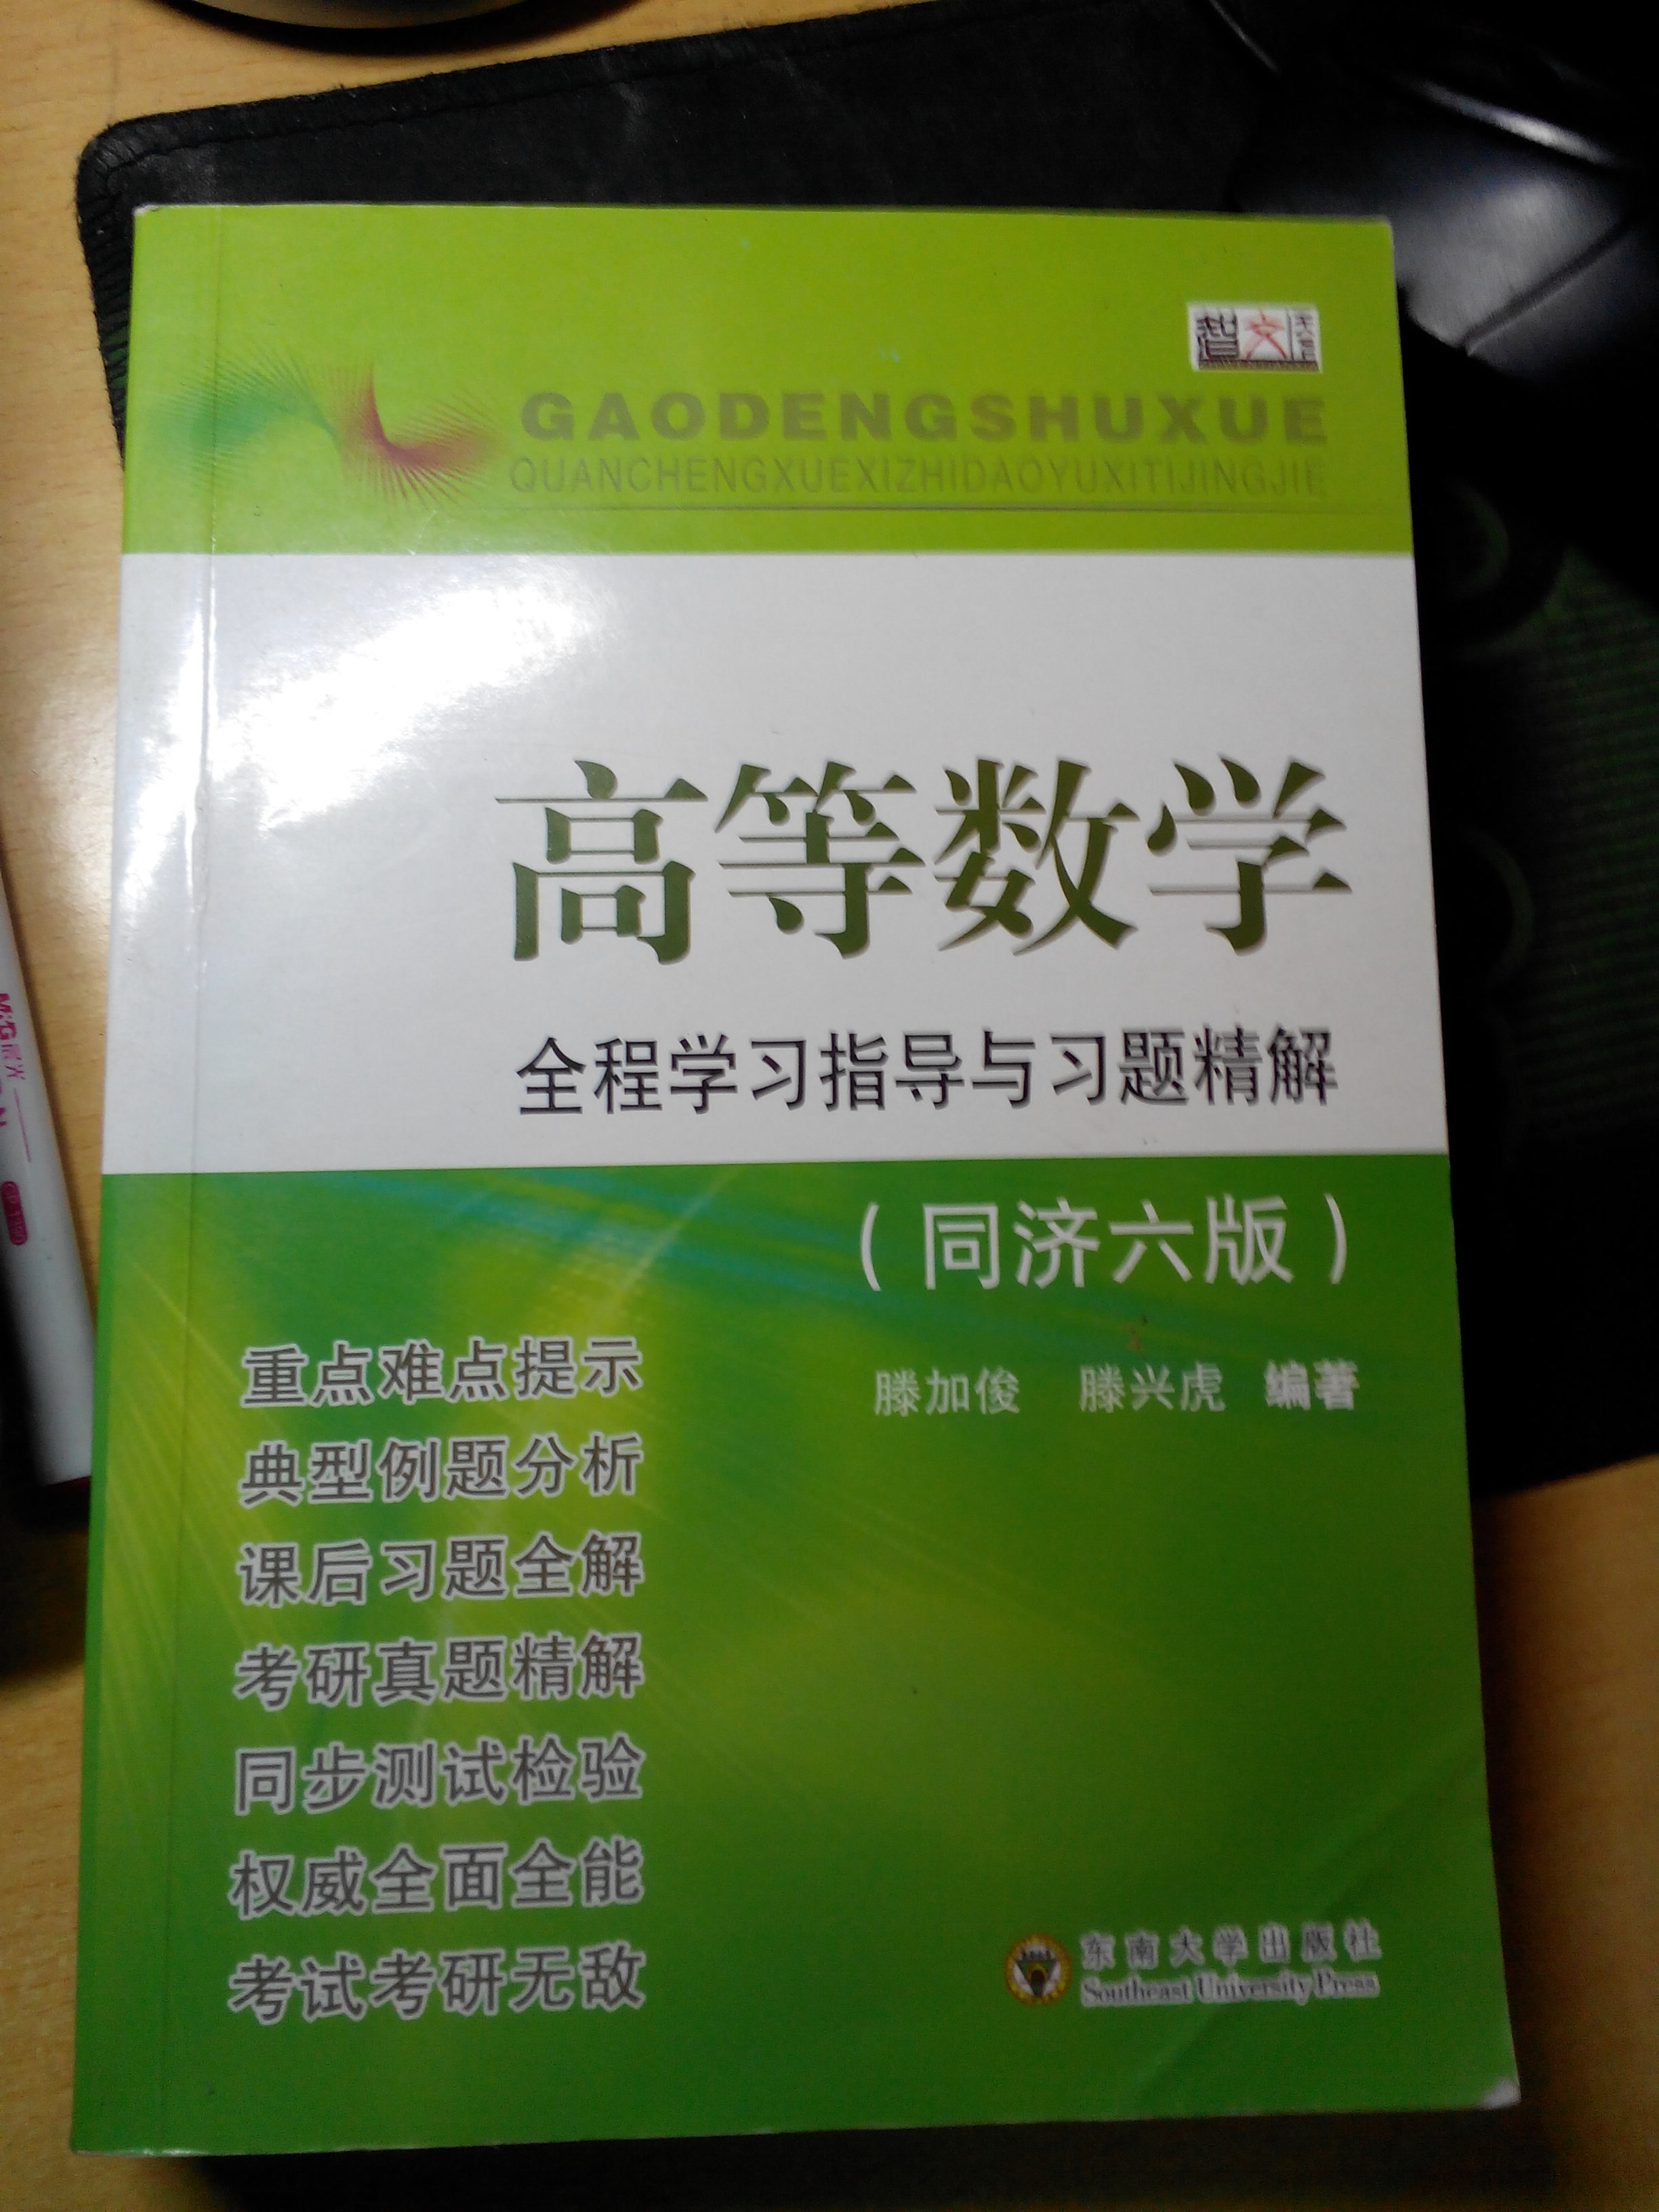 智文
天舍
GAODENGSHUXUE
QUANCHENGXUEXIZHIDAOYUXITIJINGJIE
高等数学
全程学习指导与习题精解
（同济六版）
滕加俊 滕兴虎 编著
重点难点提示
典型例题分析
课后习题全解
考研真题精解
同步测试检验
权威全面全能
考试考研无敌
东南大学出版社
Southeast University Press
M&G